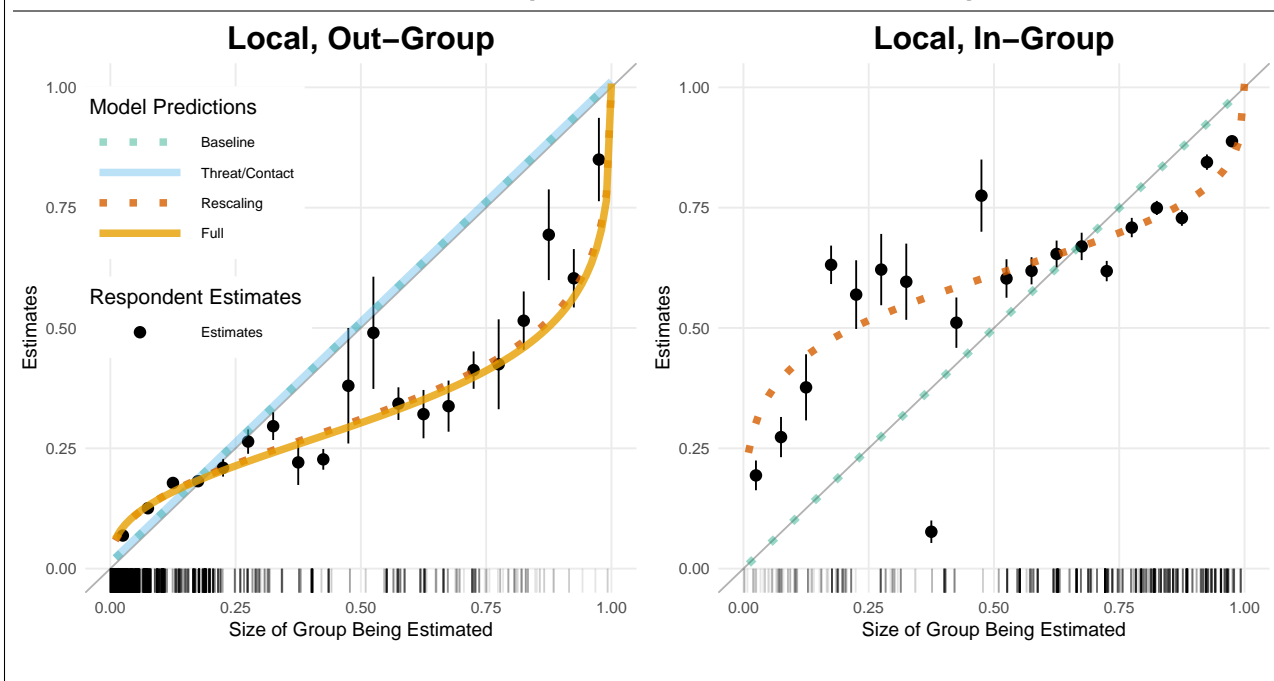 Local, Out−Group
1.00
0.75
0.50
0.25
0.00
Estimates
Model Predictions
Baseline
Threat/Contact
Rescaling
Full
Respondent Estimates
Estimates
0.00 0.25 0.50 0.75 1.00
Size of Group Being Estimated
Local, In−Group
1.00
0.75
0.50
0.25
0.00
Estimates
0.00 0.25 0.50 0.75 1.00
Size of Group Being Estimated